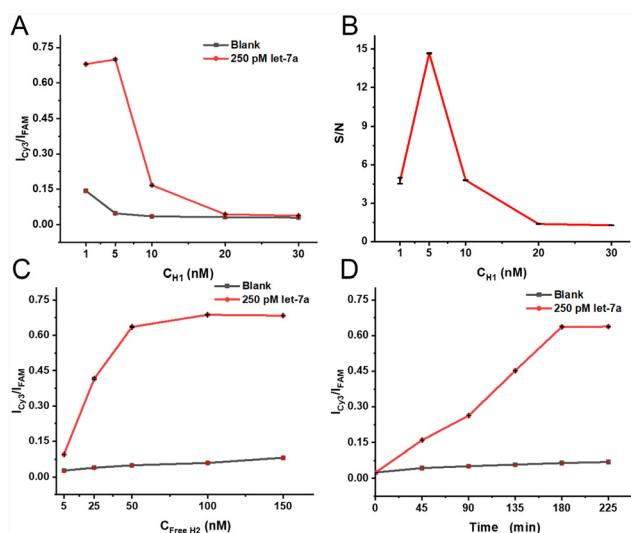 A
Blank
250 pM let-7a
0.75
0.60
0.45
0.30
0.15
0.00
I_Cy3/I_FAM
1 5 10 20 30
C_H1 (nM)
B
15
12
9
6
3
0
S/N
1 5 10 20 30
C_H1 (nM)
C
Blank
250 pM let-7a
0.75
0.60
0.45
0.30
0.15
0.00
I_Cy3/I_FAM
5 25 50 100 150
C_Free H2 (nM)
D
Blank
250 pM let-7a
0.75
0.60
0.45
0.30
0.15
0.00
I_Cy3/I_FAM
0 45 90 135 180 225
Time (min)